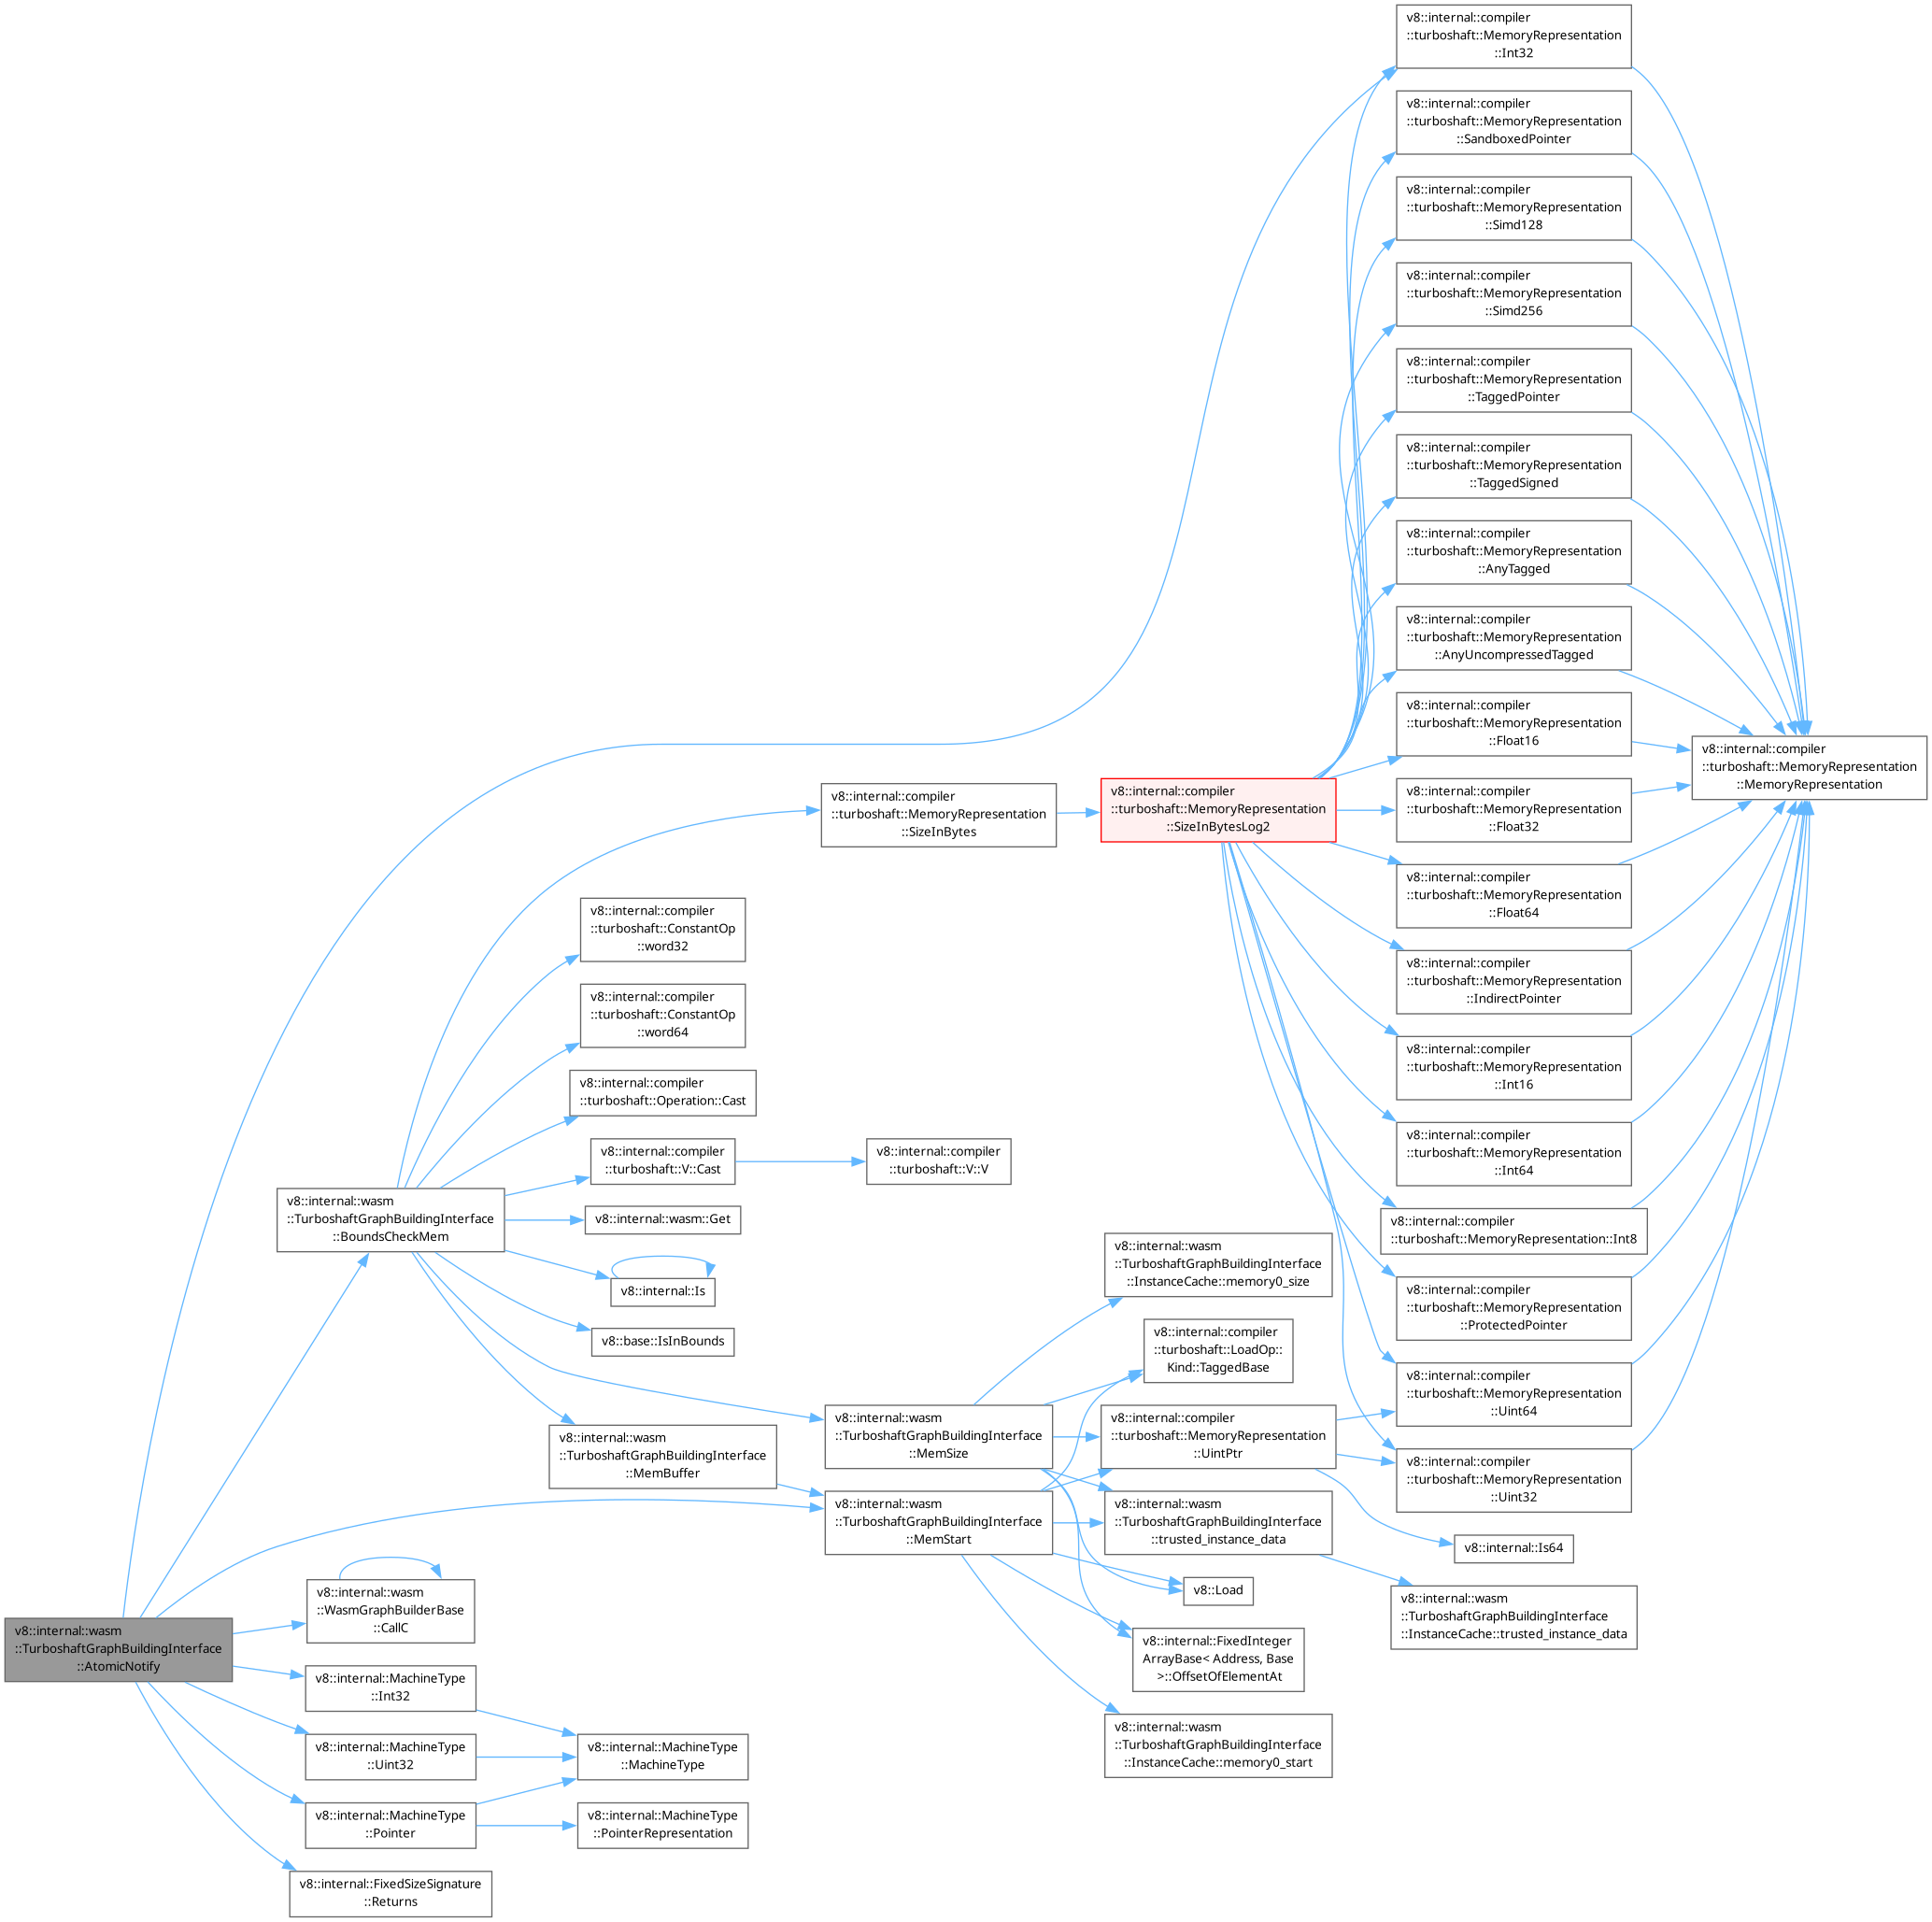 v8::internal::compiler
::turboshaft::MemoryRepresentation
::Int32
v8::internal::compiler
::turboshaft::MemoryRepresentation
::SandboxedPointer
v8::internal::compiler
::turboshaft::MemoryRepresentation
::Simd128
v8::internal::compiler
::turboshaft::MemoryRepresentation
::Simd256
v8::internal::compiler
::turboshaft::MemoryRepresentation
::TaggedPointer
v8::internal::compiler
::turboshaft::MemoryRepresentation
::TaggedSigned
v8::internal::compiler
::turboshaft::MemoryRepresentation
::AnyTagged
v8::internal::compiler
::turboshaft::MemoryRepresentation
::AnyUncompressedTagged
v8::internal::compiler
::turboshaft::MemoryRepresentation
::Float16
v8::internal::compiler
::turboshaft::MemoryRepresentation
::MemoryRepresentation
v8::internal::compiler
::turboshaft::MemoryRepresentation
::SizeInBytes
v8::internal::compiler
::turboshaft::MemoryRepresentation
::SizeInBytesLog2
v8::internal::compiler
::turboshaft::MemoryRepresentation
::Float32
v8::internal::compiler
::turboshaft::MemoryRepresentation
::Float64
v8::internal::compiler
::turboshaft::ConstantOp
::word32
v8::internal::compiler
::turboshaft::MemoryRepresentation
::IndirectPointer
v8::internal::compiler
::turboshaft::ConstantOp
::word64
v8::internal::compiler
::turboshaft::MemoryRepresentation
::Int16
v8::internal::compiler
::turboshaft::Operation::Cast
v8::internal::compiler
::turboshaft::MemoryRepresentation
::Int64
v8::internal::compiler
::turboshaft::V::Cast
v8::internal::compiler
::turboshaft::V::V
v8::internal::wasm
::TurboshaftGraphBuildingInterface
::BoundsCheckMem
v8::internal::wasm::Get
v8::internal::compiler
::turboshaft::MemoryRepresentation::Int8
v8::internal::Is
v8::internal::wasm
::TurboshaftGraphBuildingInterface
::InstanceCache::memory0_size
v8::internal::compiler
::turboshaft::MemoryRepresentation
::ProtectedPointer
v8::base::IsInBounds
v8::internal::compiler
::turboshaft::LoadOp::
Kind::TaggedBase
v8::internal::compiler
::turboshaft::MemoryRepresentation
::Uint64
v8::internal::wasm
::TurboshaftGraphBuildingInterface
::MemSize
v8::internal::compiler
::turboshaft::MemoryRepresentation
::UintPtr
v8::internal::wasm
::TurboshaftGraphBuildingInterface
::MemBuffer
v8::internal::compiler
::turboshaft::MemoryRepresentation
::Uint32
v8::internal::wasm
::TurboshaftGraphBuildingInterface
::MemStart
v8::internal::wasm
::TurboshaftGraphBuildingInterface
::trusted_instance_data
v8::internal::Is64
v8::Load
v8::internal::wasm
::WasmGraphBuilderBase
::CallC
v8::internal::wasm
::TurboshaftGraphBuildingInterface
::InstanceCache::trusted_instance_data
v8::internal::wasm
::TurboshaftGraphBuildingInterface
::AtomicNotify
v8::internal::FixedInteger
ArrayBase< Address, Base
>::OffsetOfElementAt
v8::internal::MachineType
::Int32
v8::internal::wasm
::TurboshaftGraphBuildingInterface
::InstanceCache::memory0_start
v8::internal::MachineType
::Uint32
v8::internal::MachineType
::MachineType
v8::internal::MachineType
::Pointer
v8::internal::MachineType
::PointerRepresentation
v8::internal::FixedSizeSignature
::Returns